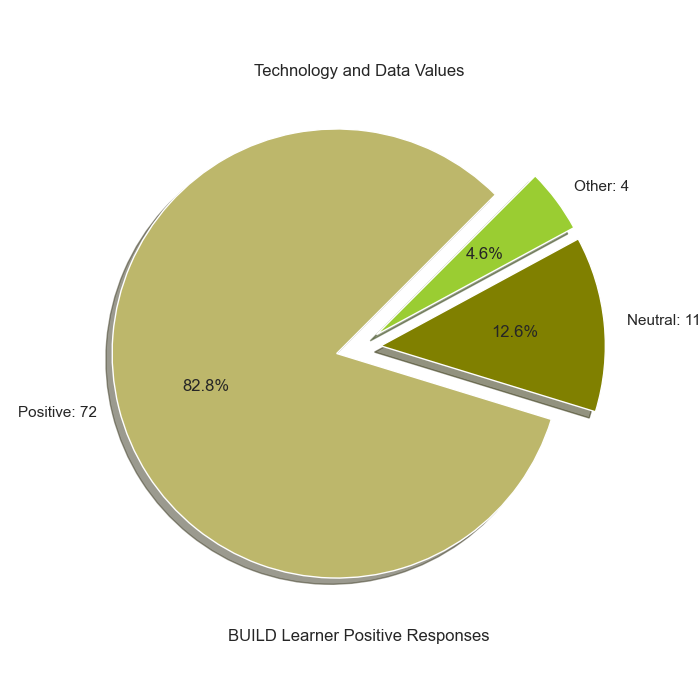 Technology and Data Values
Other: 4
4.6%
Neutral: 11
12.6%
82.8%
Positive: 72
BUILD Learner Positive Responses